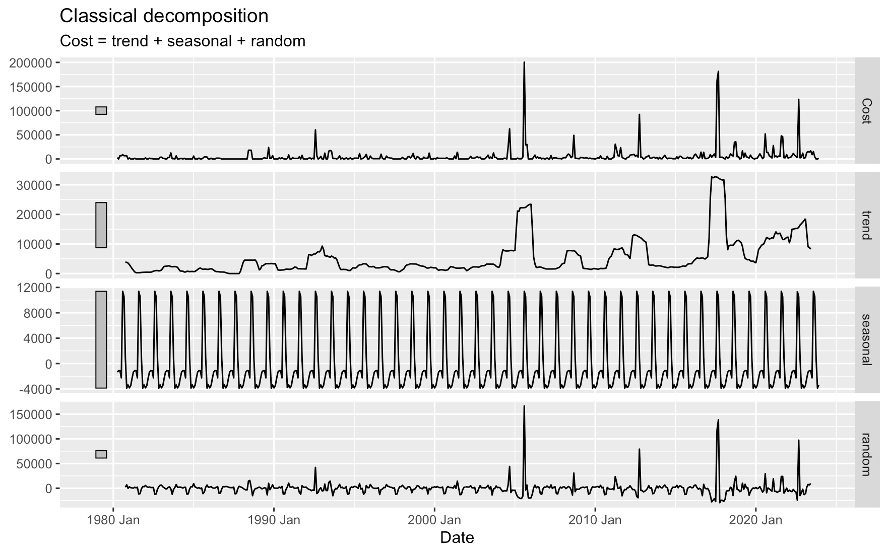 Classical decomposition
Cost = trend + seasonal + random
200000
150000
100000
50000
0
Cost
30000
20000
10000
0
trend
12000
8000
4000
0
-4000
seasonal
150000
100000
50000
0
random
1980 Jan
1990 Jan
2000 Jan
2010 Jan
2020 Jan
Date